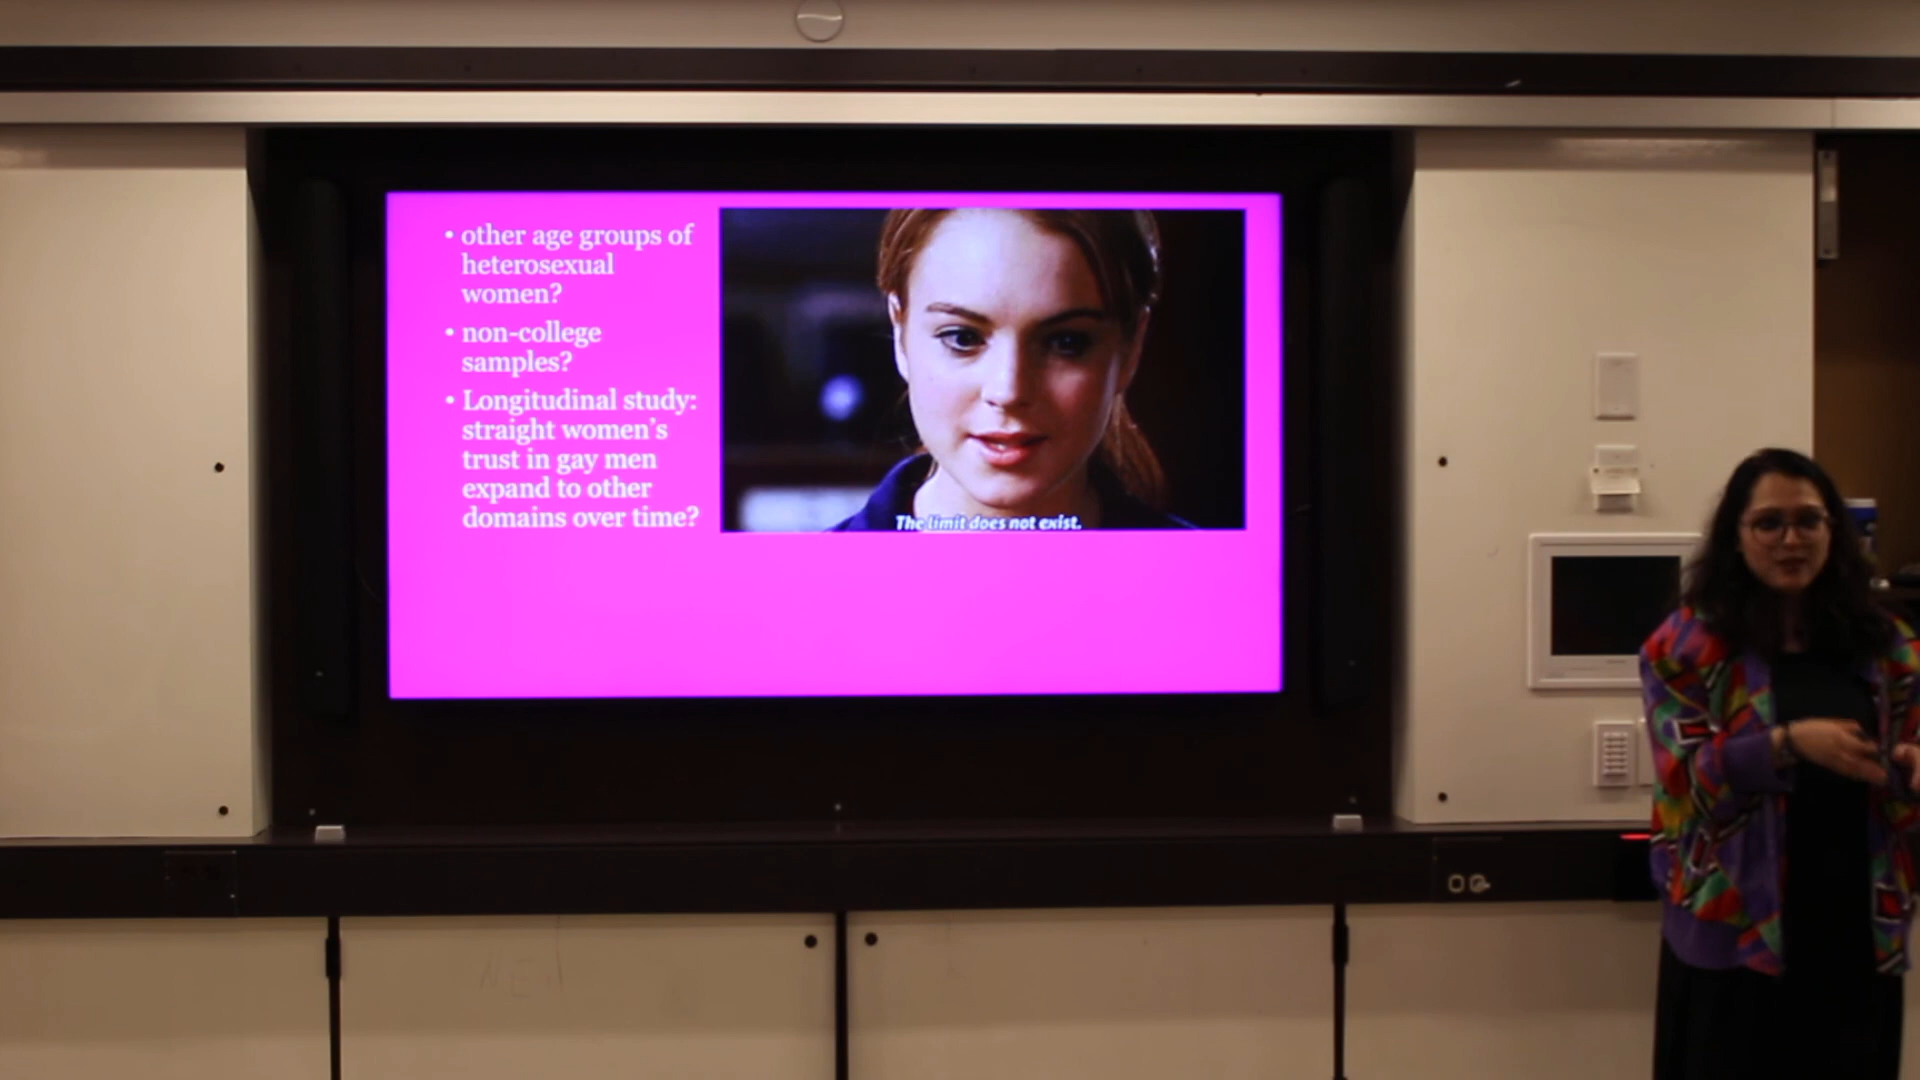 • other age groups of
heterosexual
women?
• non-college
samples?
• Longitudinal study:
straight women's
trust in gay men
expand to other
domains over time?
The limit does not exist.